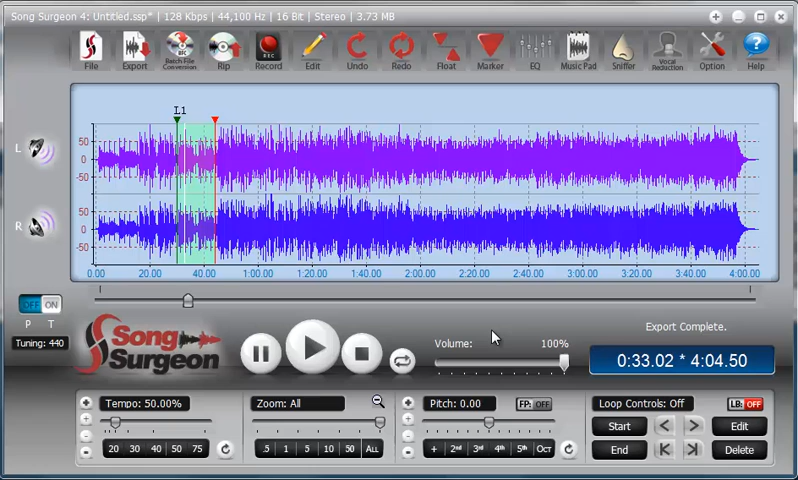 Song Surgeon 4: Untitled.ssp* | 128 Kbps | 44,100 Hz | 16 Bit | Stereo | 3.73 MB
REC
File Export Batch File Conversion Rip Record Edit Undo Redo Float Marker EQ Music Pad Sniffer Vocal Reduction Option Help
L1
L
50
0
-50
R
50
0
-50
0.00 20.00 40.00 1:00.00 1:20.00 1:40.00 2:00.00 2:20.00 2:40.00 3:00.00 3:20.00 3:40.00 4:00.00
OFF ON
P T
Tuning: 440
Song
Surgeon
Volume: 100%
Export Complete.
0:33.02 * 4:04.50
Tempo: 50.00%
20 30 40 50 75
Zoom: All
.5 1 5 10 50 ALL
Pitch: 0.00 FP: OFF
+ 2nd 3rd 4th 5th Oct
Loop Controls: Off LB: OFF
Start < > Edit
End Delete